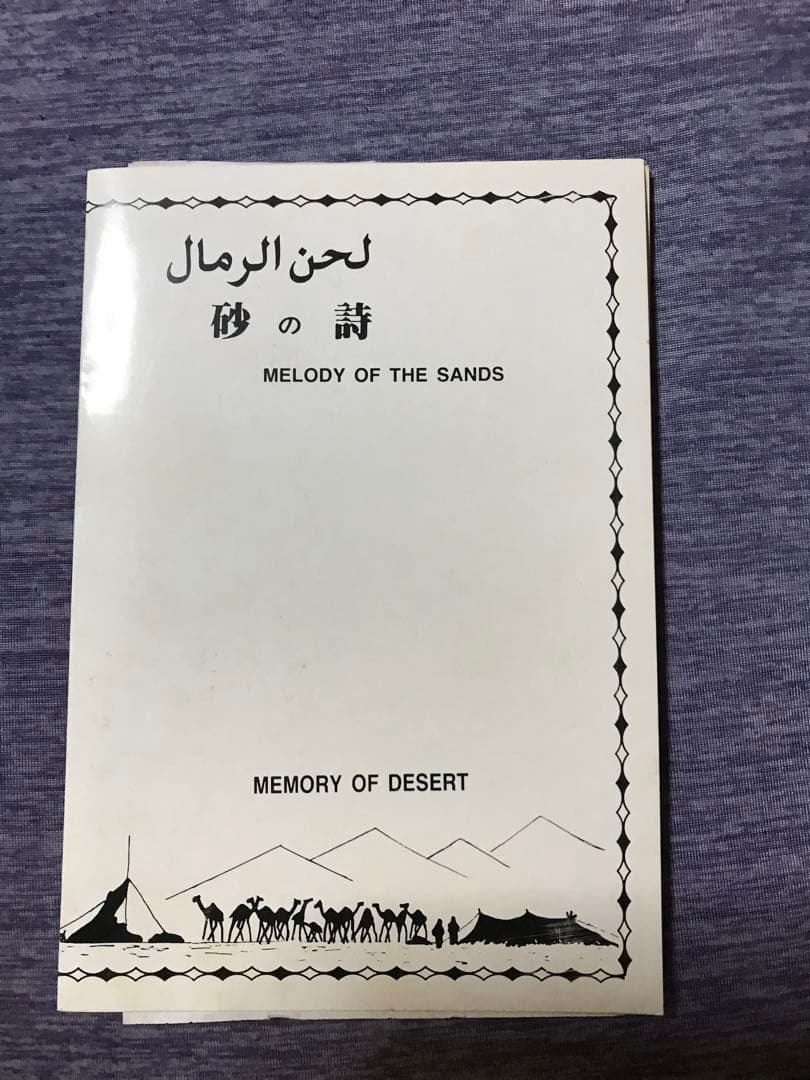 لحن الرمال
砂の詩
MELODY OF THE SANDS
MEMORY OF DESERT